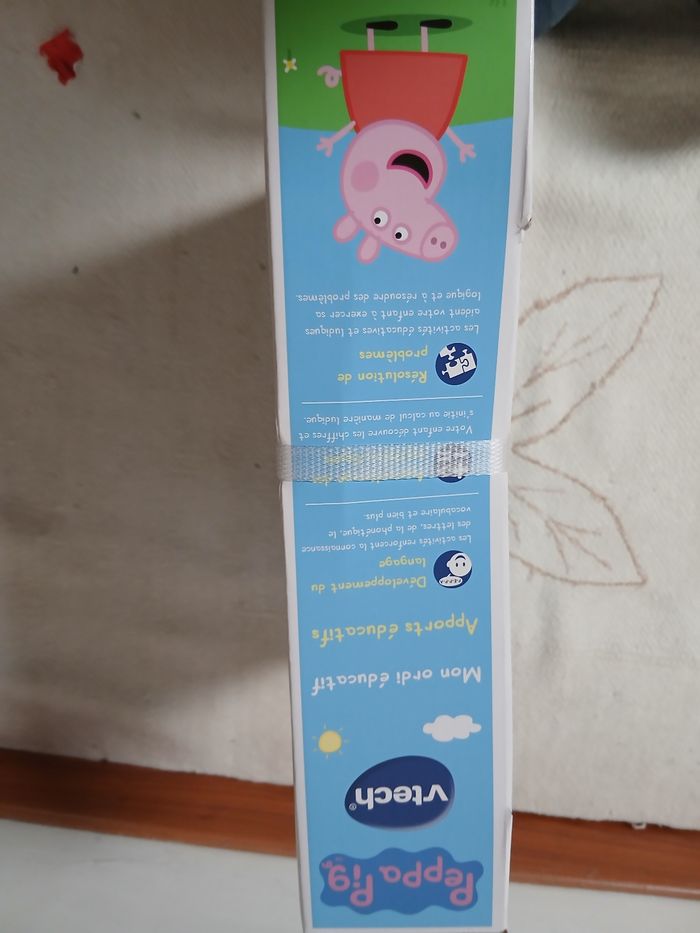 Peppa Pig
vtech®
Mon ordi éducatif
Apports éducatifs
Développement du
langage
Les activités renforcent la connaissance
des lettres, de la phonétique, le
vocabulaire et bien plus.
Votre enfant découvre les chiffres et
s'initie au calcul de manière ludique.
Résolution de
problèmes
Les activités éducatives et ludiques
aident votre enfant à exercer sa
logique et à résoudre des problèmes.